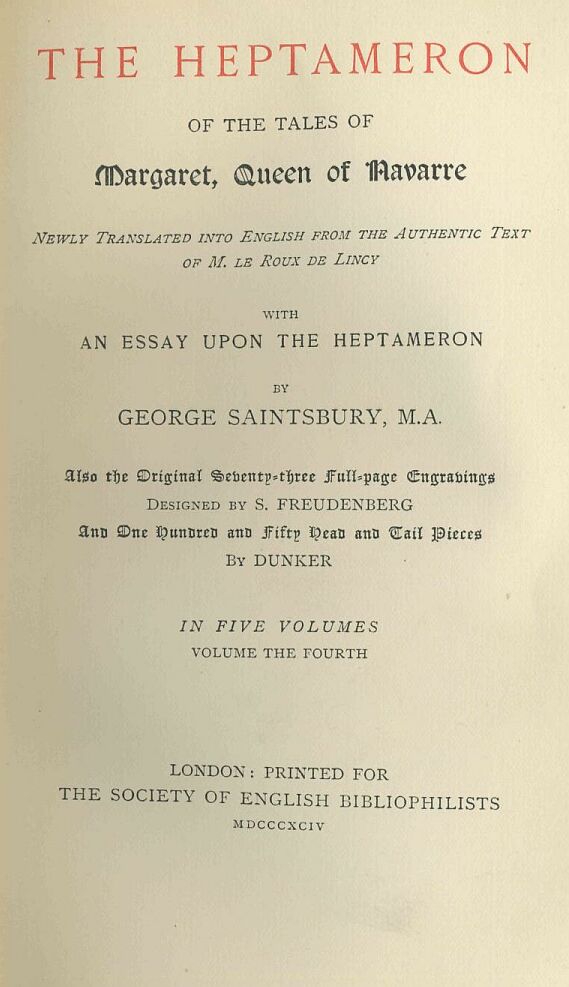 THE HEPTAMERON
OF THE TALES OF
Margaret, Queen of Navarre
NEWLY TRANSLATED INTO ENGLISH FROM THE AUTHENTIC TEXT
OF M. LE ROUX DE LINCY
WITH
AN ESSAY UPON THE HEPTAMERON
BY
GEORGE SAINTSBURY, M.A.
Also the Original Seventy-three Full-page Engravings
DESIGNED BY S. FREUDENBERG
And One Hundred and Fifty Head and Tail Pieces
BY DUNKER
IN FIVE VOLUMES
VOLUME THE FOURTH
LONDON: PRINTED FOR
THE SOCIETY OF ENGLISH BIBLIOPHILISTS
MDCCCXCIV